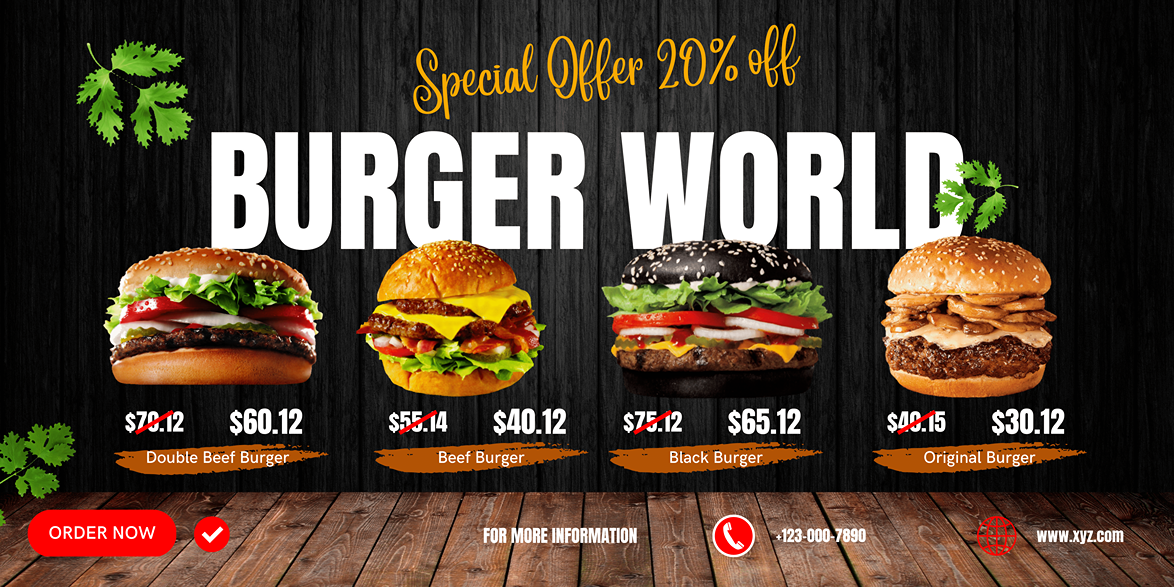 Special Offer 20% off
BURGER WORLD
$70.12 $60.12
Double Beef Burger
$55.14 $40.12
Beef Burger
$75.12 $65.12
Black Burger
$40.15 $30.12
Original Burger
ORDER NOW
FOR MORE INFORMATION
+123-000-7890
www.xyz.com